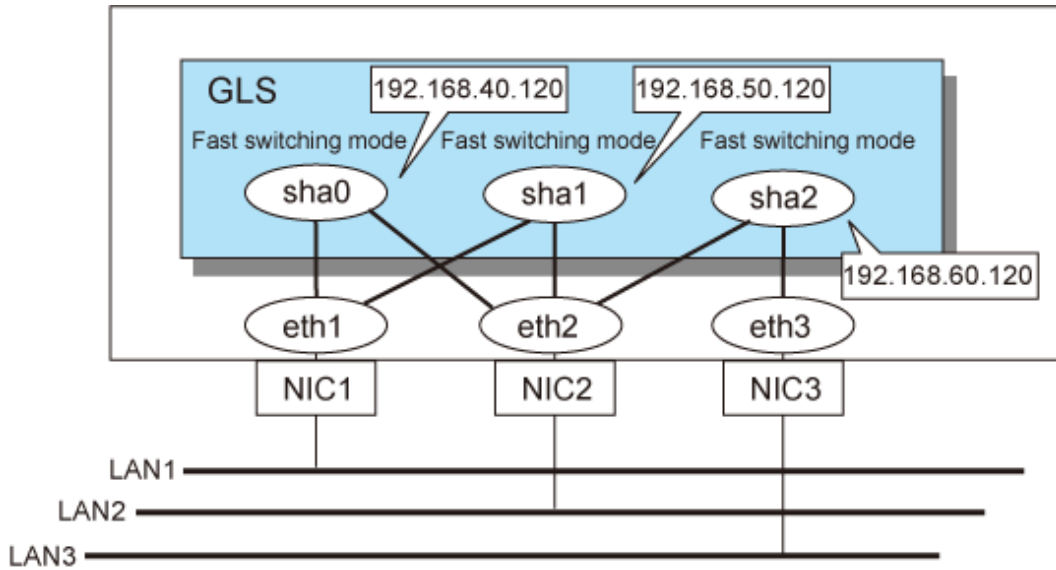 GLS
192.168.40.120
192.168.50.120
Fast switching mode
Fast switching mode
Fast switching mode
sha0
sha1
sha2
192.168.60.120
eth1
eth2
eth3
NIC1
NIC2
NIC3
LAN1
LAN2
LAN3